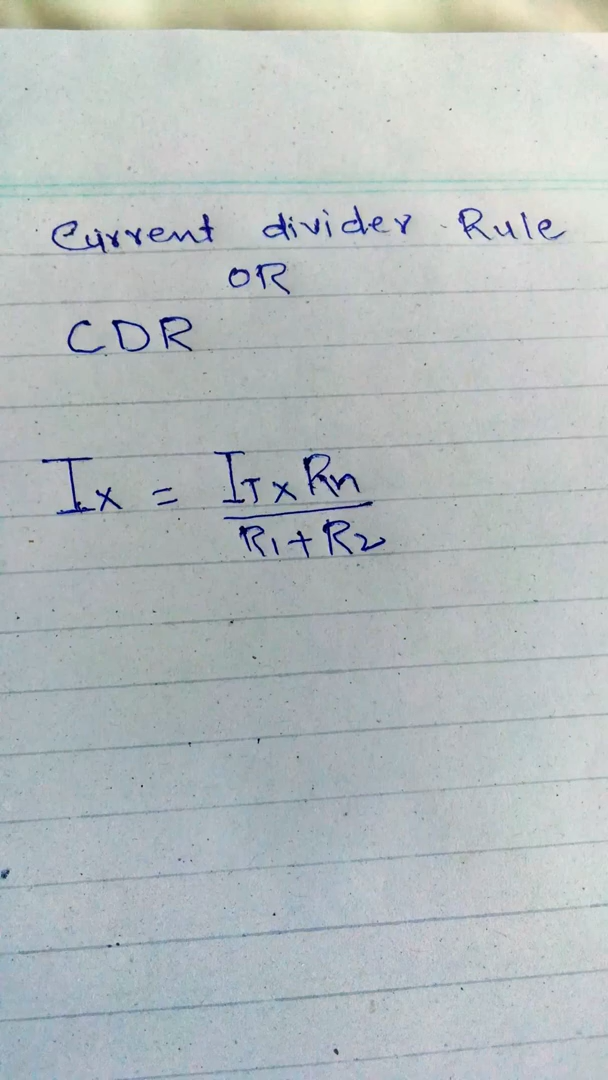 Current divider Rule
OR
CDR
Ix = IT x Rn
R1 + R2